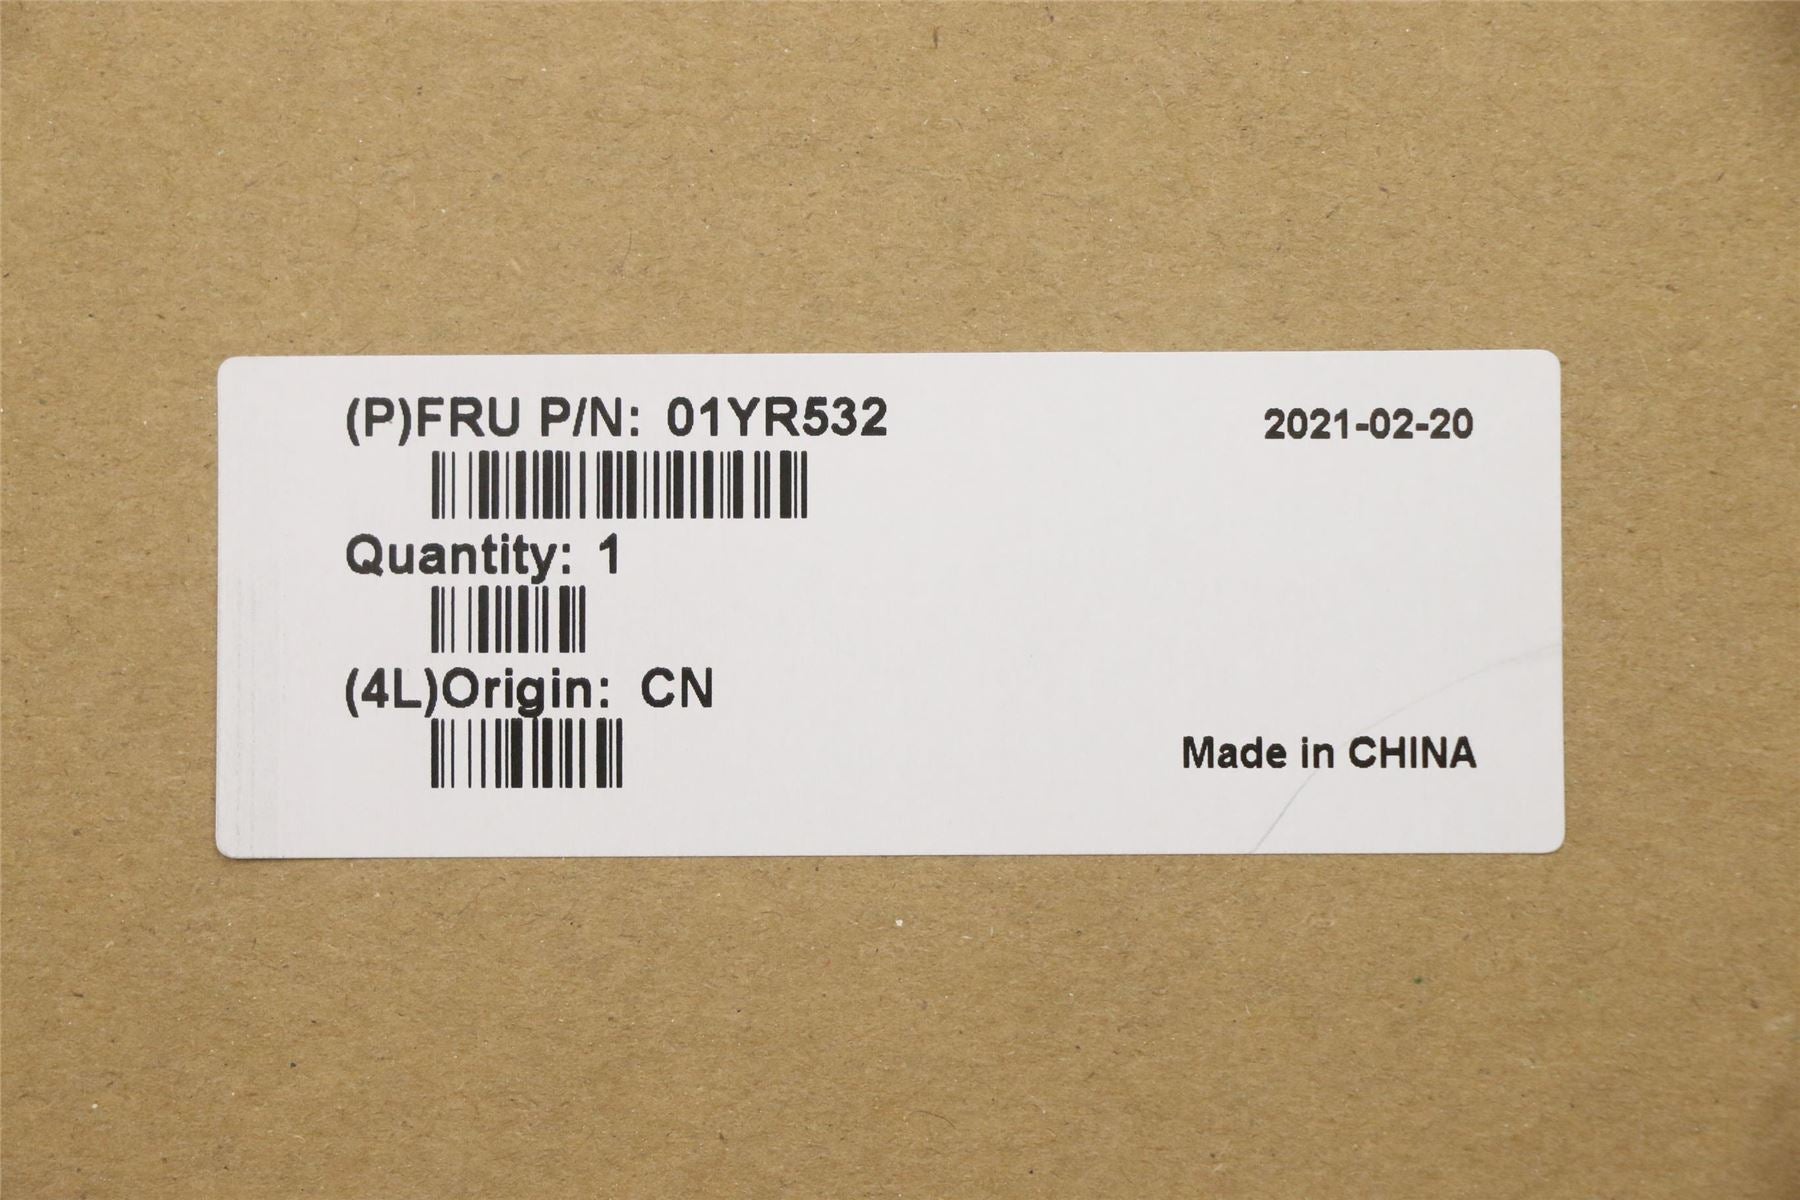 (P)FRU P/N: 01YR532
2021-02-20
Quantity: 1
(4L)Origin: CN
Made in CHINA